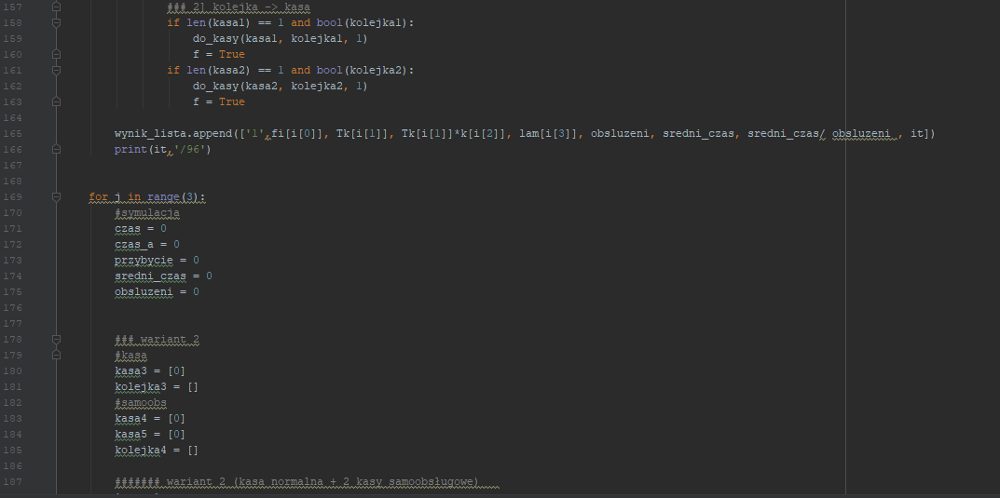 157 ### 2] kolejka -> kasa
158 if len(kasa1) == 1 and bool(kolejka1):
159 do_kasy(kasa1, kolejka1, 1)
160 f = True
161 if len(kasa2) == 1 and bool(kolejka2):
162 do_kasy(kasa2, kolejka2, 1)
163 f = True
164
165 wynik_lista.append(['1',fi[i[0]], Tk[i[1]], Tk[i[1]]*k[i[2]], lam[i[3]], obsluzeni, sredni_czas, sredni_czas/ obsluzeni , it])
166 print(it,'/96')
167
168
169 for j in range(3):
170 #symulacja
171 czas = 0
172 czas_a = 0
173 przybycie = 0
174 sredni_czas = 0
175 obsluzeni = 0
176
177
178 ### wariant 2
179 #kasa
180 kasa3 = [0]
181 kolejka3 = []
182 #samoobs
183 kasa4 = [0]
184 kasa5 = [0]
185 kolejka4 = []
186
187 ####### wariant 2 (kasa normalna + 2 kasy samoobsługowe)